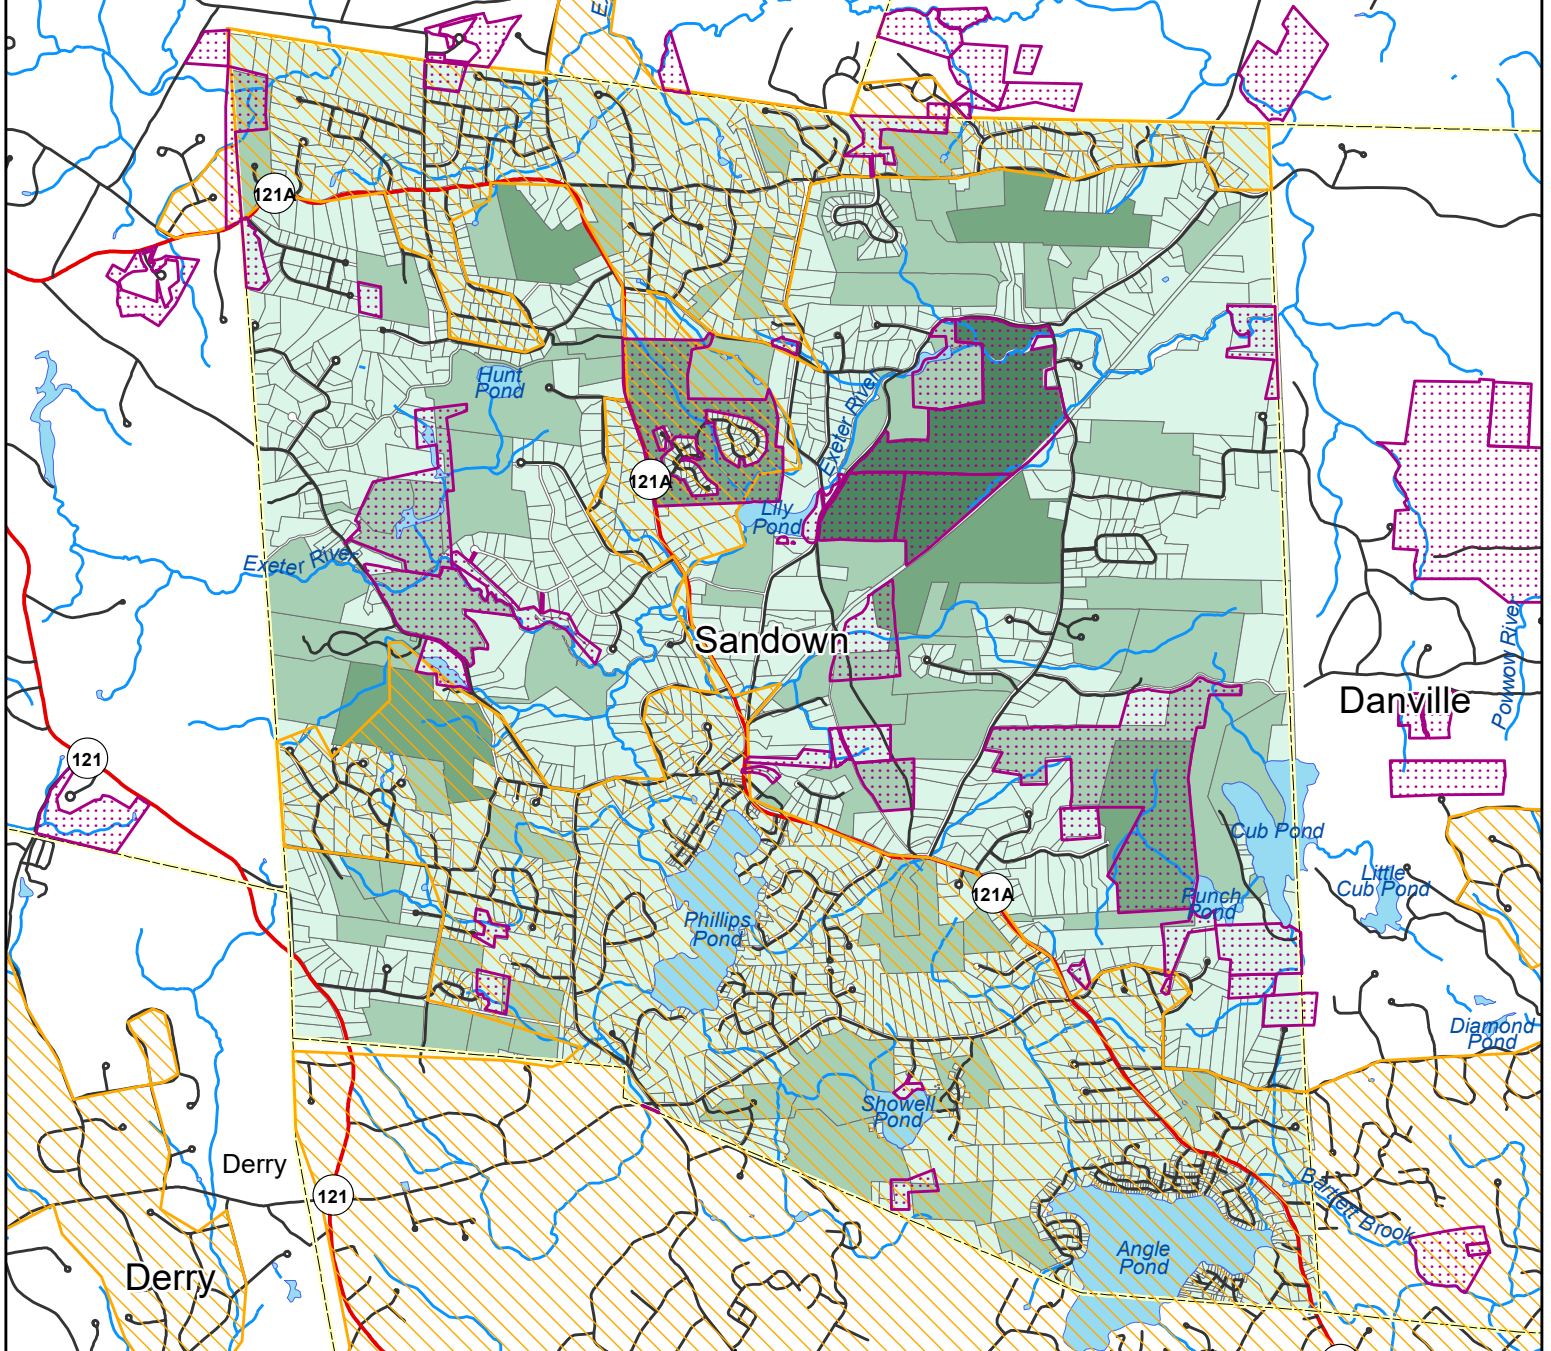 E
121A
Hunt
Pond
Exeter River
121A
Lily
Pond
Exeter River
Sandown
Powwow River
Danville
121
Cub Pond
Little
Cub Pond
121A
Punch
Pond
Phillips
Pond
Diamond
Pond
Showell
Pond
Derry
121
Bartlett Brook
Angle
Pond
Derry